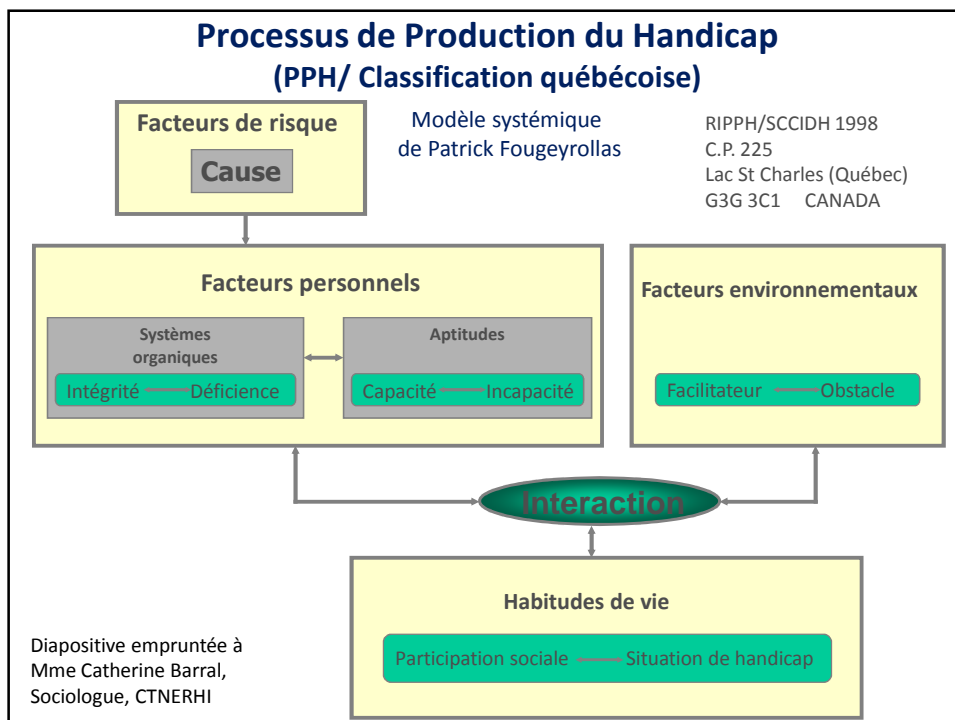 Processus de Production du Handicap
(PPH/ Classification québécoise)
Facteurs de risque
Cause
Modèle systémique
de Patrick Fougeyrollas
RIPPH/SCCIDH 1998
C.P. 225
Lac St Charles (Québec)
G3G 3C1 CANADA
Facteurs personnels
Systèmes
organiques
Intégrité Déficience
Aptitudes
Capacité Incapacité
Facteurs environnementaux
Facilitateur Obstacle
Interaction
Habitudes de vie
Participation sociale Situation de handicap
Diapositive empruntée à
Mme Catherine Barral,
Sociologue, CTNERHI